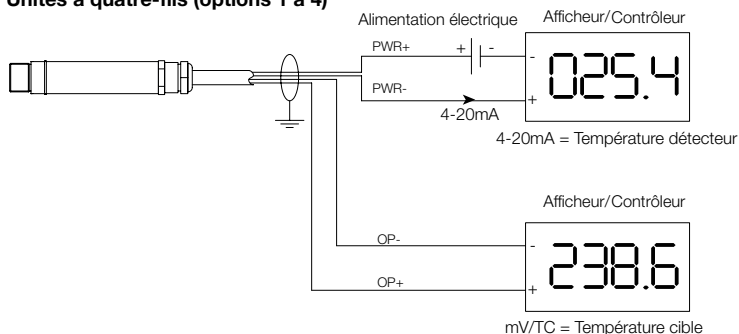 Unités à quatre-fils (options 1 à 4)
Alimentation électrique
Afficheur/Contrôleur
PWR+
+ -
-
025.4
PWR-
+
4-20mA
4-20mA = Température détecteur
Afficheur/Contrôleur
OP-
-
238.6
OP+
+
mV/TC = Température cible